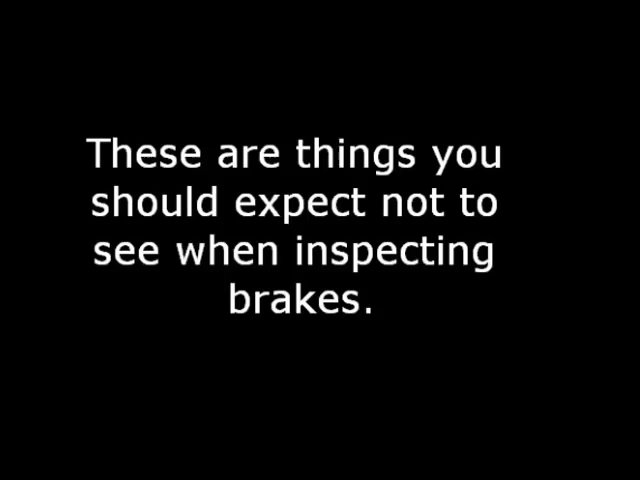 These are things you
should expect not to
see when inspecting
brakes.